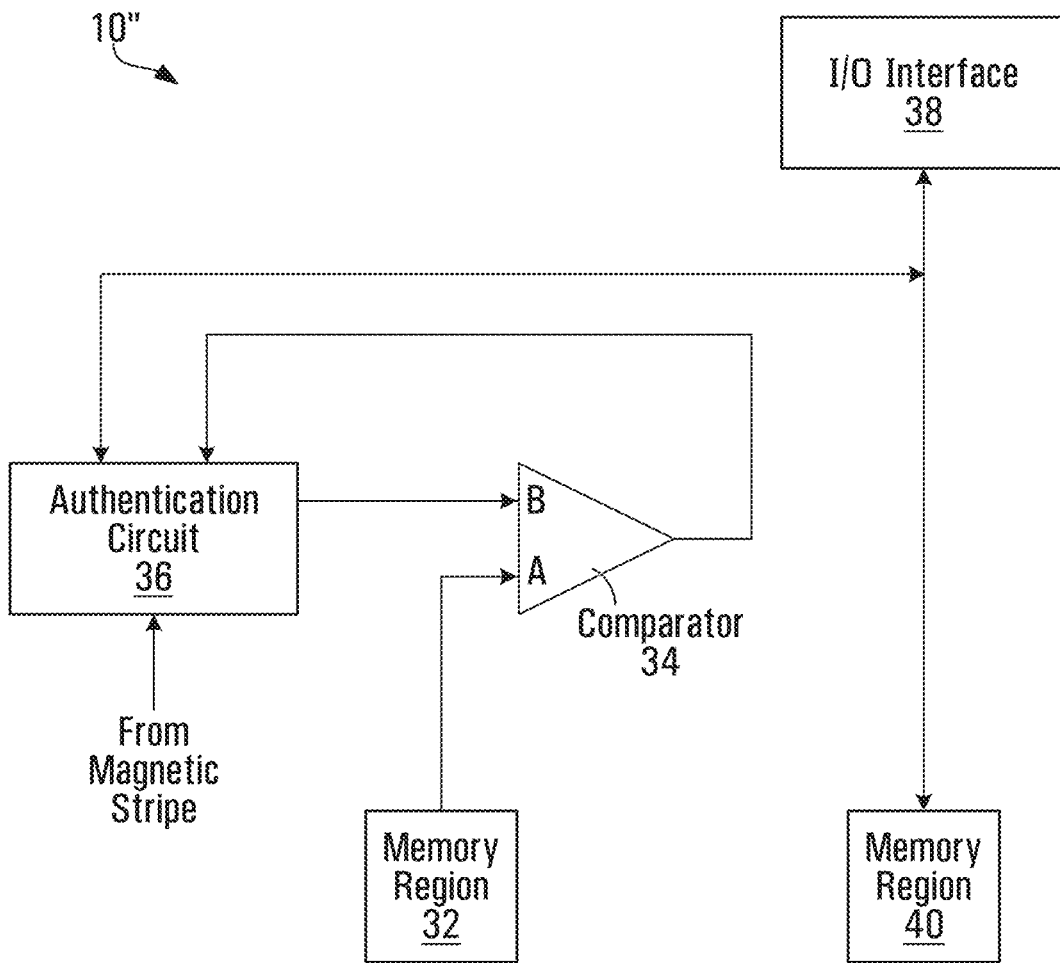 10"
I/O Interface
38
Authentication
Circuit
36
B
A
Comparator
34
From
Magnetic
Stripe
Memory
Region
32
Memory
Region
40